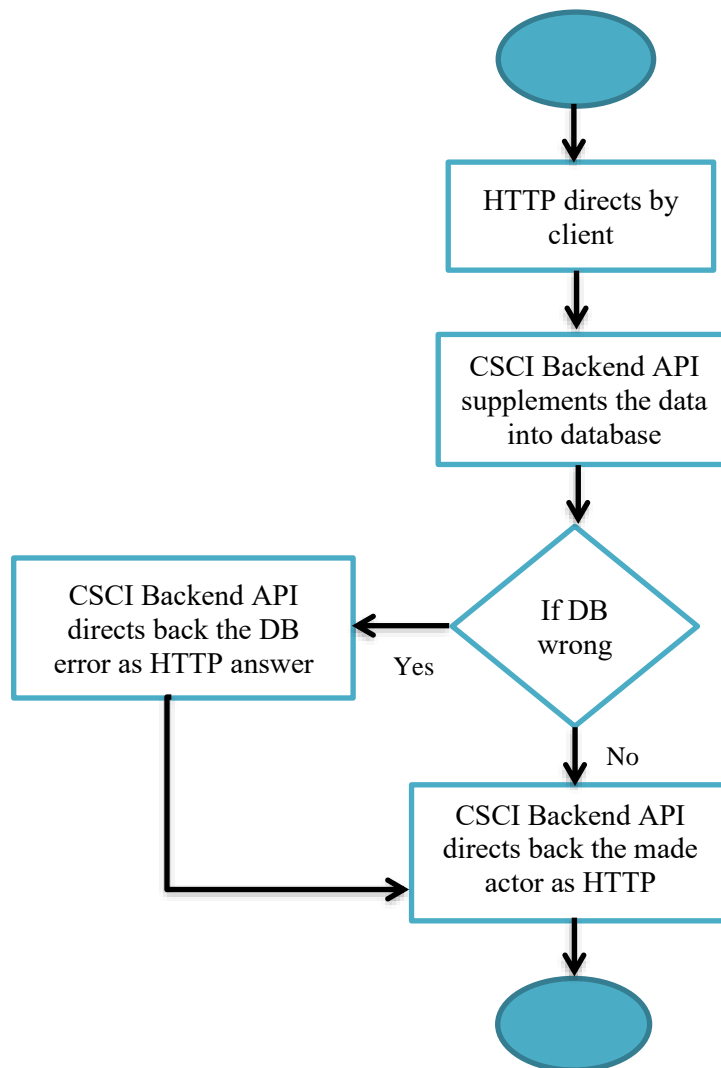 HTTP directs by
client
CSCI Backend API
supplements the data
into database
If DB
wrong
Yes
CSCI Backend API
directs back the DB
error as HTTP answer
No
CSCI Backend API
directs back the made
actor as HTTP